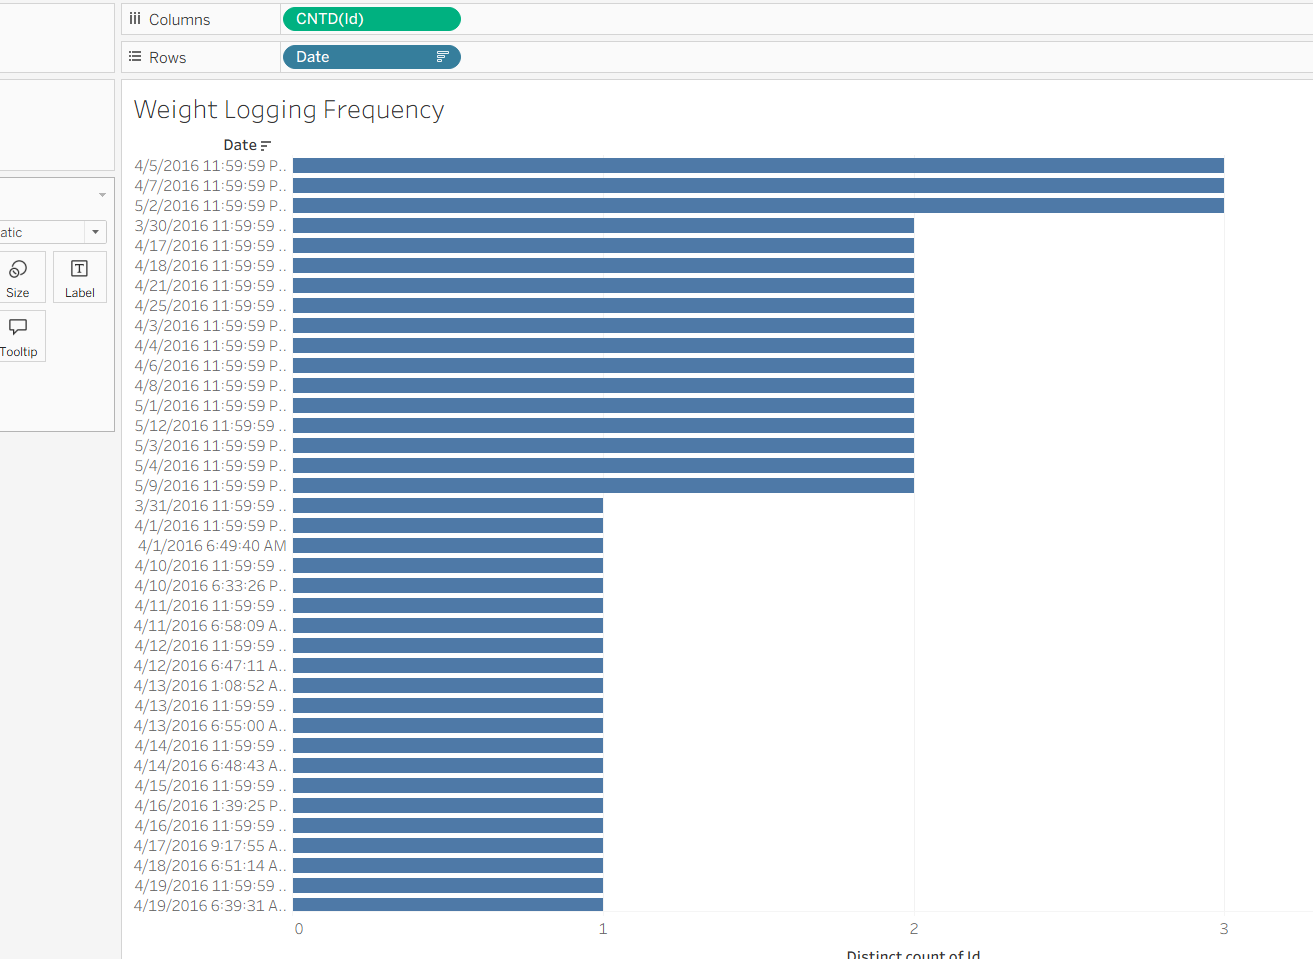 Columns
CNTD(Id)
Rows
Date
Weight Logging Frequency
Date
4/5/2016 11:59:59 P..
4/7/2016 11:59:59 P..
5/2/2016 11:59:59 P..
3/30/2016 11:59:59 ..
4/17/2016 11:59:59 ..
4/18/2016 11:59:59 ..
4/21/2016 11:59:59 ..
4/25/2016 11:59:59 ..
4/3/2016 11:59:59 P..
4/4/2016 11:59:59 P..
4/6/2016 11:59:59 P..
4/8/2016 11:59:59 P..
5/1/2016 11:59:59 P..
5/12/2016 11:59:59 ..
5/3/2016 11:59:59 P..
5/4/2016 11:59:59 P..
5/9/2016 11:59:59 P..
3/31/2016 11:59:59 ..
4/1/2016 11:59:59 P..
4/1/2016 6:49:40 AM
4/10/2016 11:59:59 ..
4/10/2016 6:33:26 P..
4/11/2016 11:59:59 ..
4/11/2016 6:58:09 A..
4/12/2016 11:59:59 ..
4/12/2016 6:47:11 A..
4/13/2016 1:08:52 A..
4/13/2016 11:59:59 ..
4/13/2016 6:55:00 A..
4/14/2016 11:59:59 ..
4/14/2016 6:48:43 A..
4/15/2016 11:59:59 ..
4/16/2016 1:39:25 P..
4/16/2016 11:59:59 ..
4/17/2016 9:17:55 A..
4/18/2016 6:51:14 A..
4/19/2016 11:59:59 ..
4/19/2016 6:39:31 A..
0 1 2 3
Distinct count of Id
atic
Size
Label
Tooltip